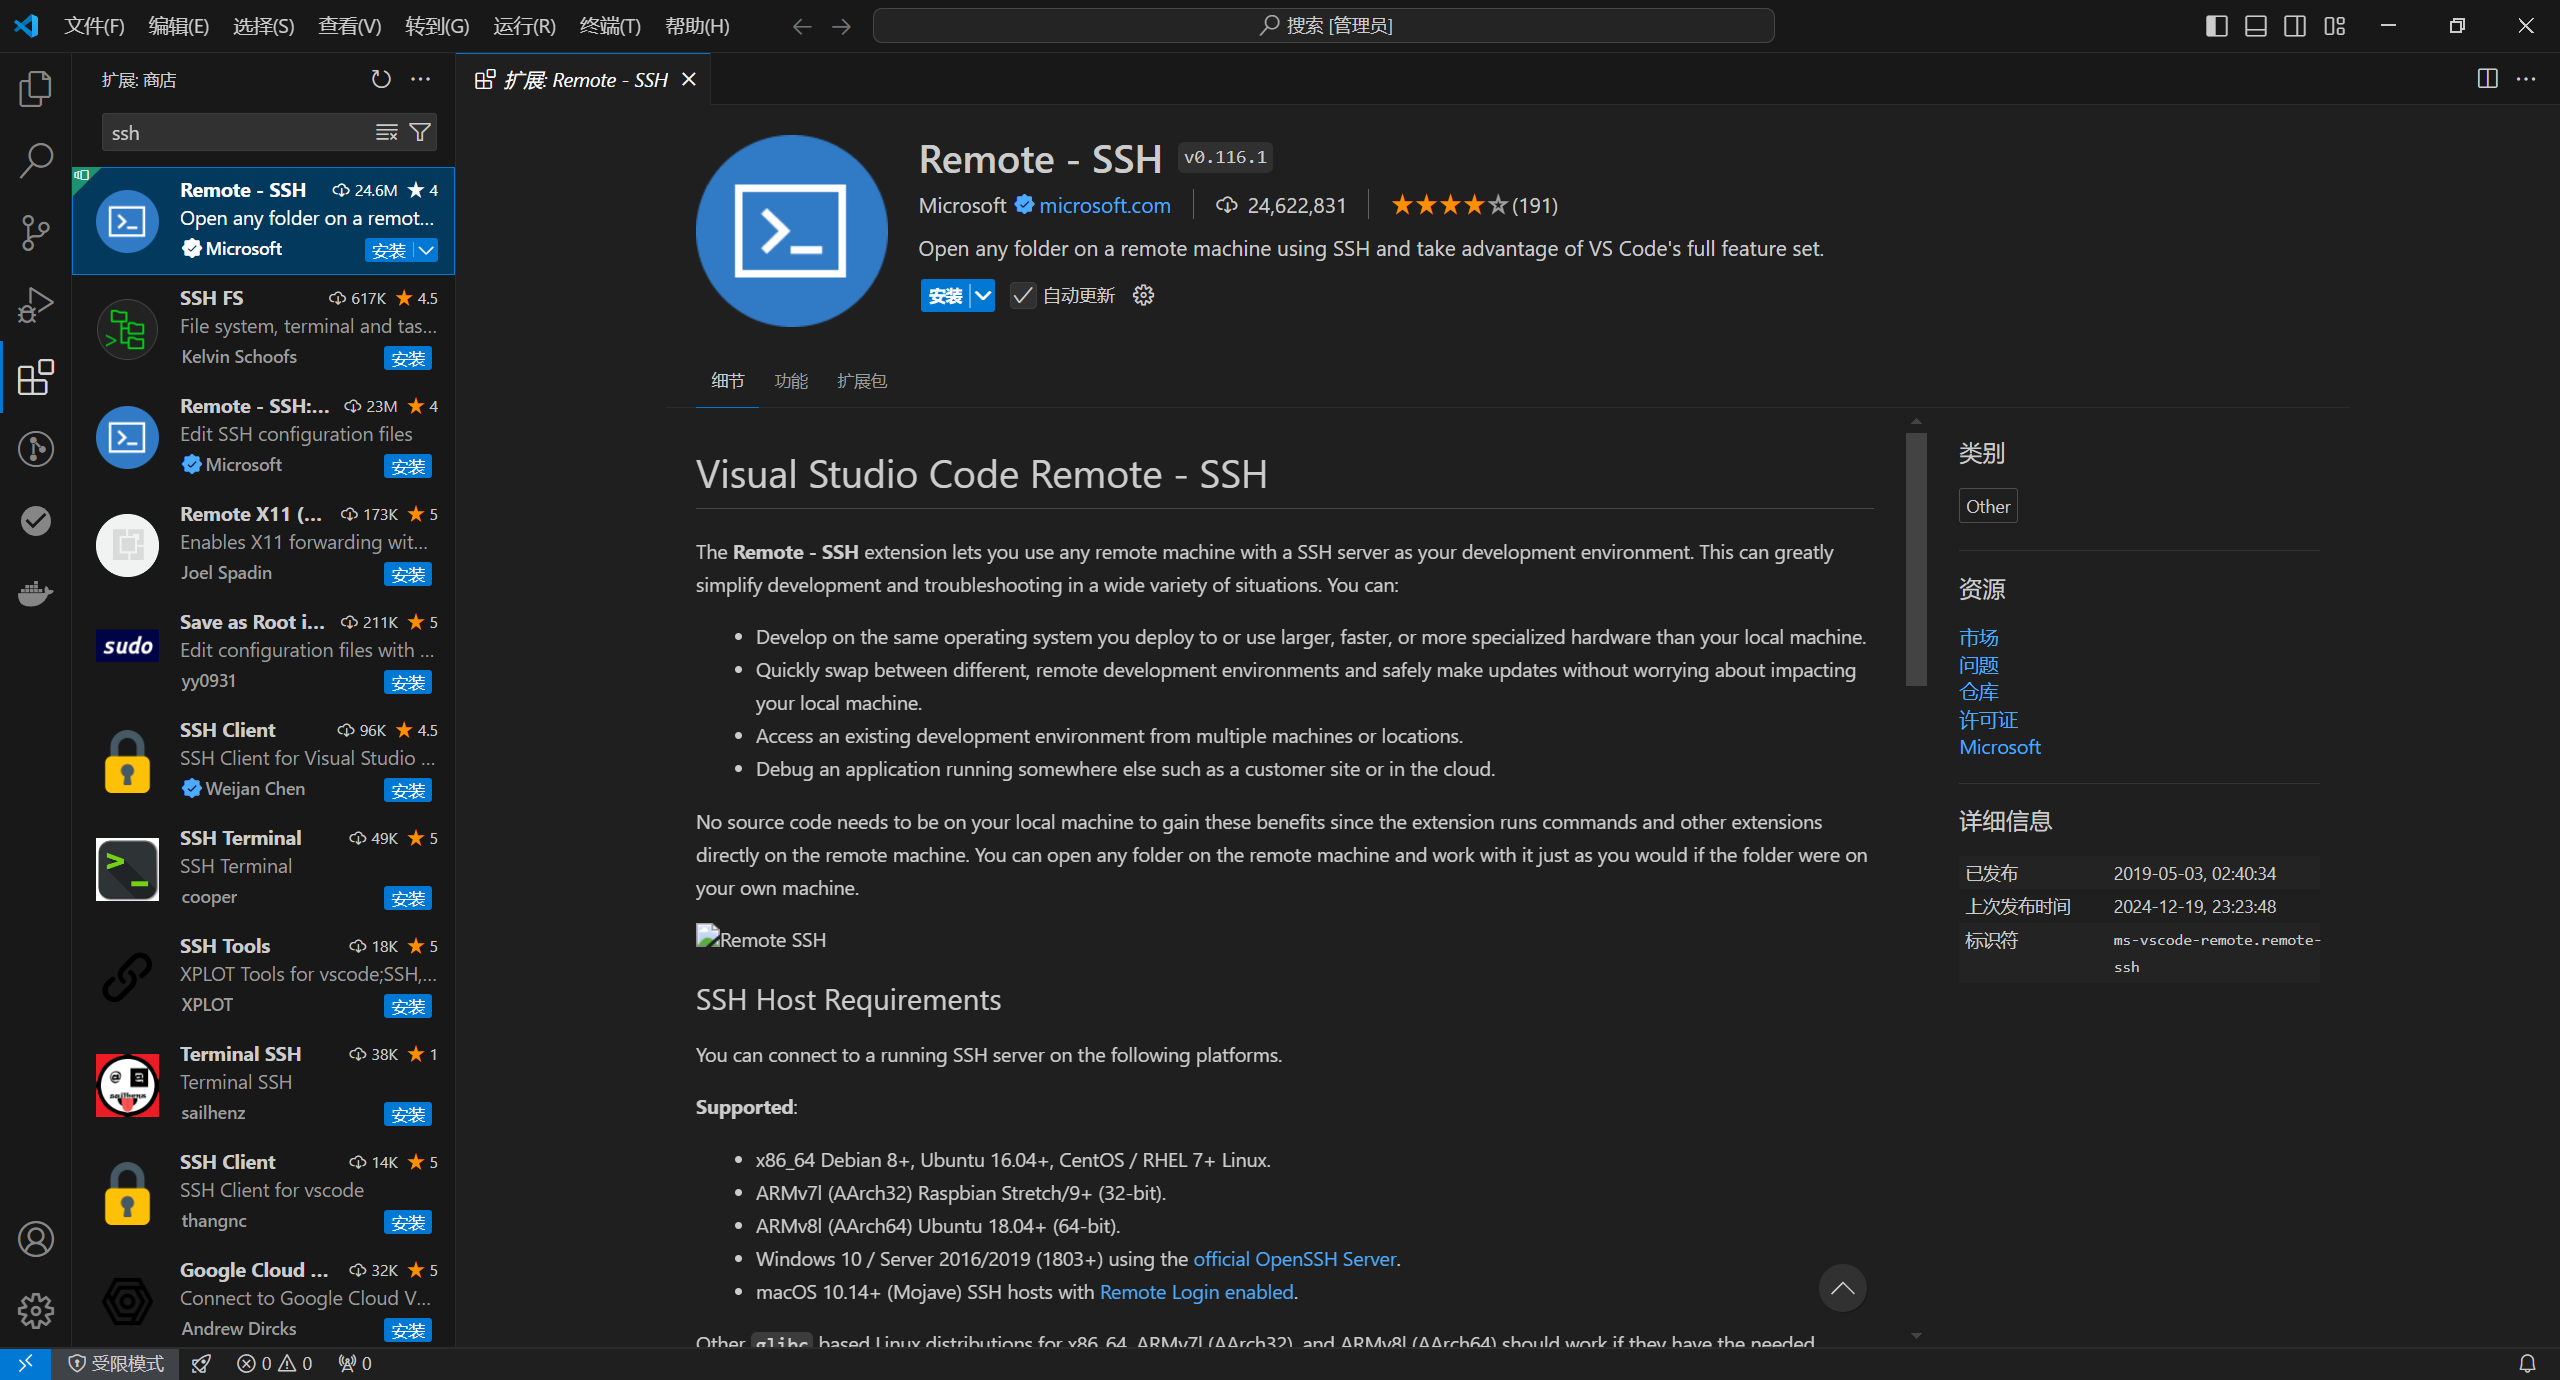 文件(F) 编辑(E) 选择(S) 查看(V) 转到(G) 运行(R) 终端(T) 帮助(H)
搜索 [管理员]
扩展: 商店
ssh
Remote - SSH 24.6M 4
Open any folder on a remot...
Microsoft 安装
SSH FS 617K 4.5
File system, terminal and tas...
Kelvin Schoofs 安装
Remote - SSH:... 23M 4
Edit SSH configuration files
Microsoft 安装
Remote X11 (... 173K 5
Enables X11 forwarding wit...
Joel Spadin 安装
sudo
Save as Root i... 211K 5
Edit configuration files with ...
yy0931 安装
SSH Client 96K 4.5
SSH Client for Visual Studio ...
Weijan Chen 安装
SSH Terminal 49K 5
SSH Terminal
cooper 安装
SSH Tools 18K 5
XPLOT Tools for vscode;SSH,...
XPLOT 安装
Terminal SSH 38K 1
Terminal SSH
sailhenz 安装
SSH Client 14K 5
SSH Client for vscode
thangnc 安装
Google Cloud ... 32K 5
Connect to Google Cloud V...
Andrew Dircks 安装
扩展: Remote - SSH
Remote - SSH v0.116.1
Microsoft microsoft.com 24,622,831 (191)
Open any folder on a remote machine using SSH and take advantage of VS Code's full feature set.
安装 自动更新
细节 功能 扩展包
Visual Studio Code Remote - SSH
The Remote - SSH extension lets you use any remote machine with a SSH server as your development environment. This can greatly
simplify development and troubleshooting in a wide variety of situations. You can:
• Develop on the same operating system you deploy to or use larger, faster, or more specialized hardware than your local machine.
• Quickly swap between different, remote development environments and safely make updates without worrying about impacting
your local machine.
• Access an existing development environment from multiple machines or locations.
• Debug an application running somewhere else such as a customer site or in the cloud.
No source code needs to be on your local machine to gain these benefits since the extension runs commands and other extensions
directly on the remote machine. You can open any folder on the remote machine and work with it just as you would if the folder were on
your own machine.
Remote SSH
SSH Host Requirements
You can connect to a running SSH server on the following platforms.
Supported:
• x86_64 Debian 8+, Ubuntu 16.04+, CentOS / RHEL 7+ Linux.
• ARMv7l (AArch32) Raspbian Stretch/9+ (32-bit).
• ARMv8l (AArch64) Ubuntu 18.04+ (64-bit).
• Windows 10 / Server 2016/2019 (1803+) using the official OpenSSH Server.
• macOS 10.14+ (Mojave) SSH hosts with Remote Login enabled.
Other glibc based Linux distributions for x86_64, ARMv7l (AArch32), and ARMv8l (AArch64) should work if they have the needed
类别
Other
资源
市场
问题
仓库
许可证
Microsoft
详细信息
已发布 2019-05-03, 02:40:34
上次发布时间 2024-12-19, 23:23:48
标识符 ms-vscode-remote.remote-
ssh
受限模式 0 0 0